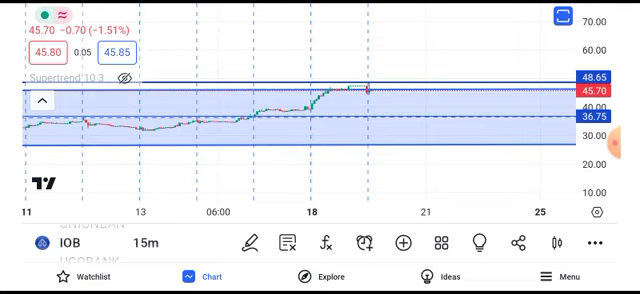 45.70 −0.70 (−1.51%)
45.80 0.05 45.85
Supertrend 10 3
70.00
60.00
48.65
45.70
40.00
36.75
30.00
20.00
10.00
11 13 06:00 18 21 25
UNIONBAN
IOB 15m
UCOBANK
Watchlist Chart Explore Ideas Menu